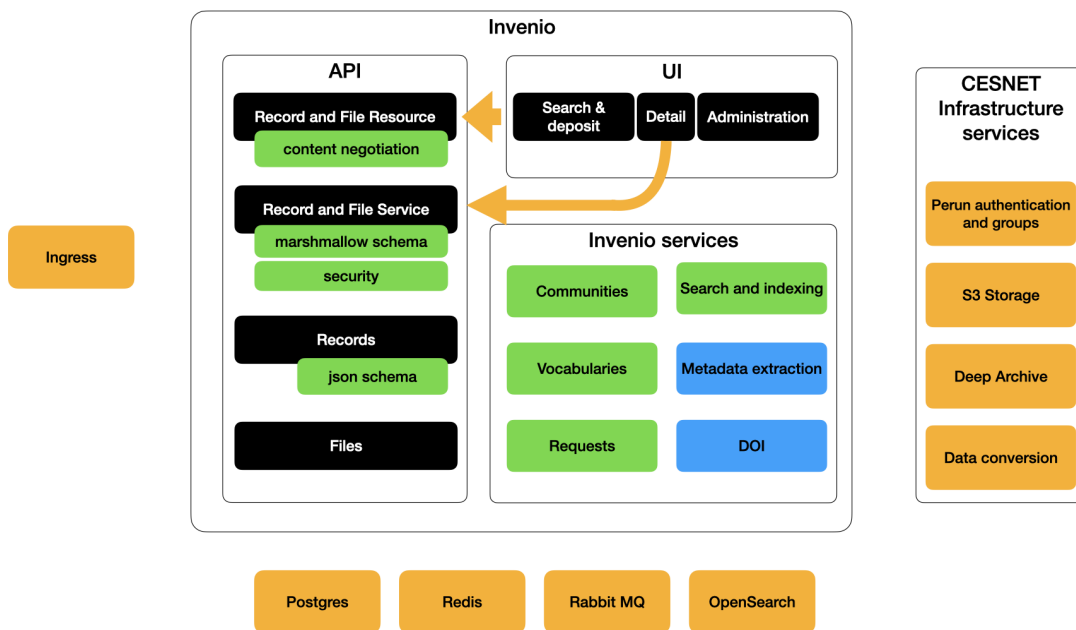 Invenio
API
Record and File Resource
content negotiation
Record and File Service
marshmallow schema
security
Records
json schema
Files
UI
Search &
deposit
Detail
Administration
Invenio services
Communities
Search and indexing
Vocabularies
Metadata extraction
Requests
DOI
Ingress
CESNET
Infrastructure
services
Perun authentication
and groups
S3 Storage
Deep Archive
Data conversion
Postgres
Redis
Rabbit MQ
OpenSearch